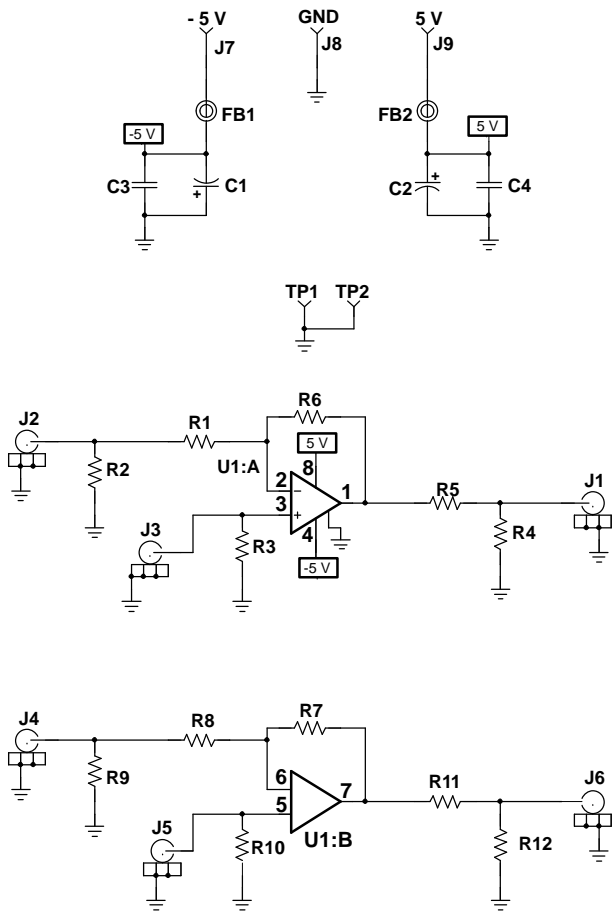 - 5 V GND 5 V
J7 J8 J9
FB1 FB2
-5 V 5 V
C3 + C1 C2 + C4
TP1 TP2
J2 R1 R6
5 V
U1:A
R2 2 − 8 1 R5 J1
J3 3 +
R3 4 R4
-5 V
J4 R8 R7
R9 6 7 R11 J6
J5 5
R10 U1:B R12